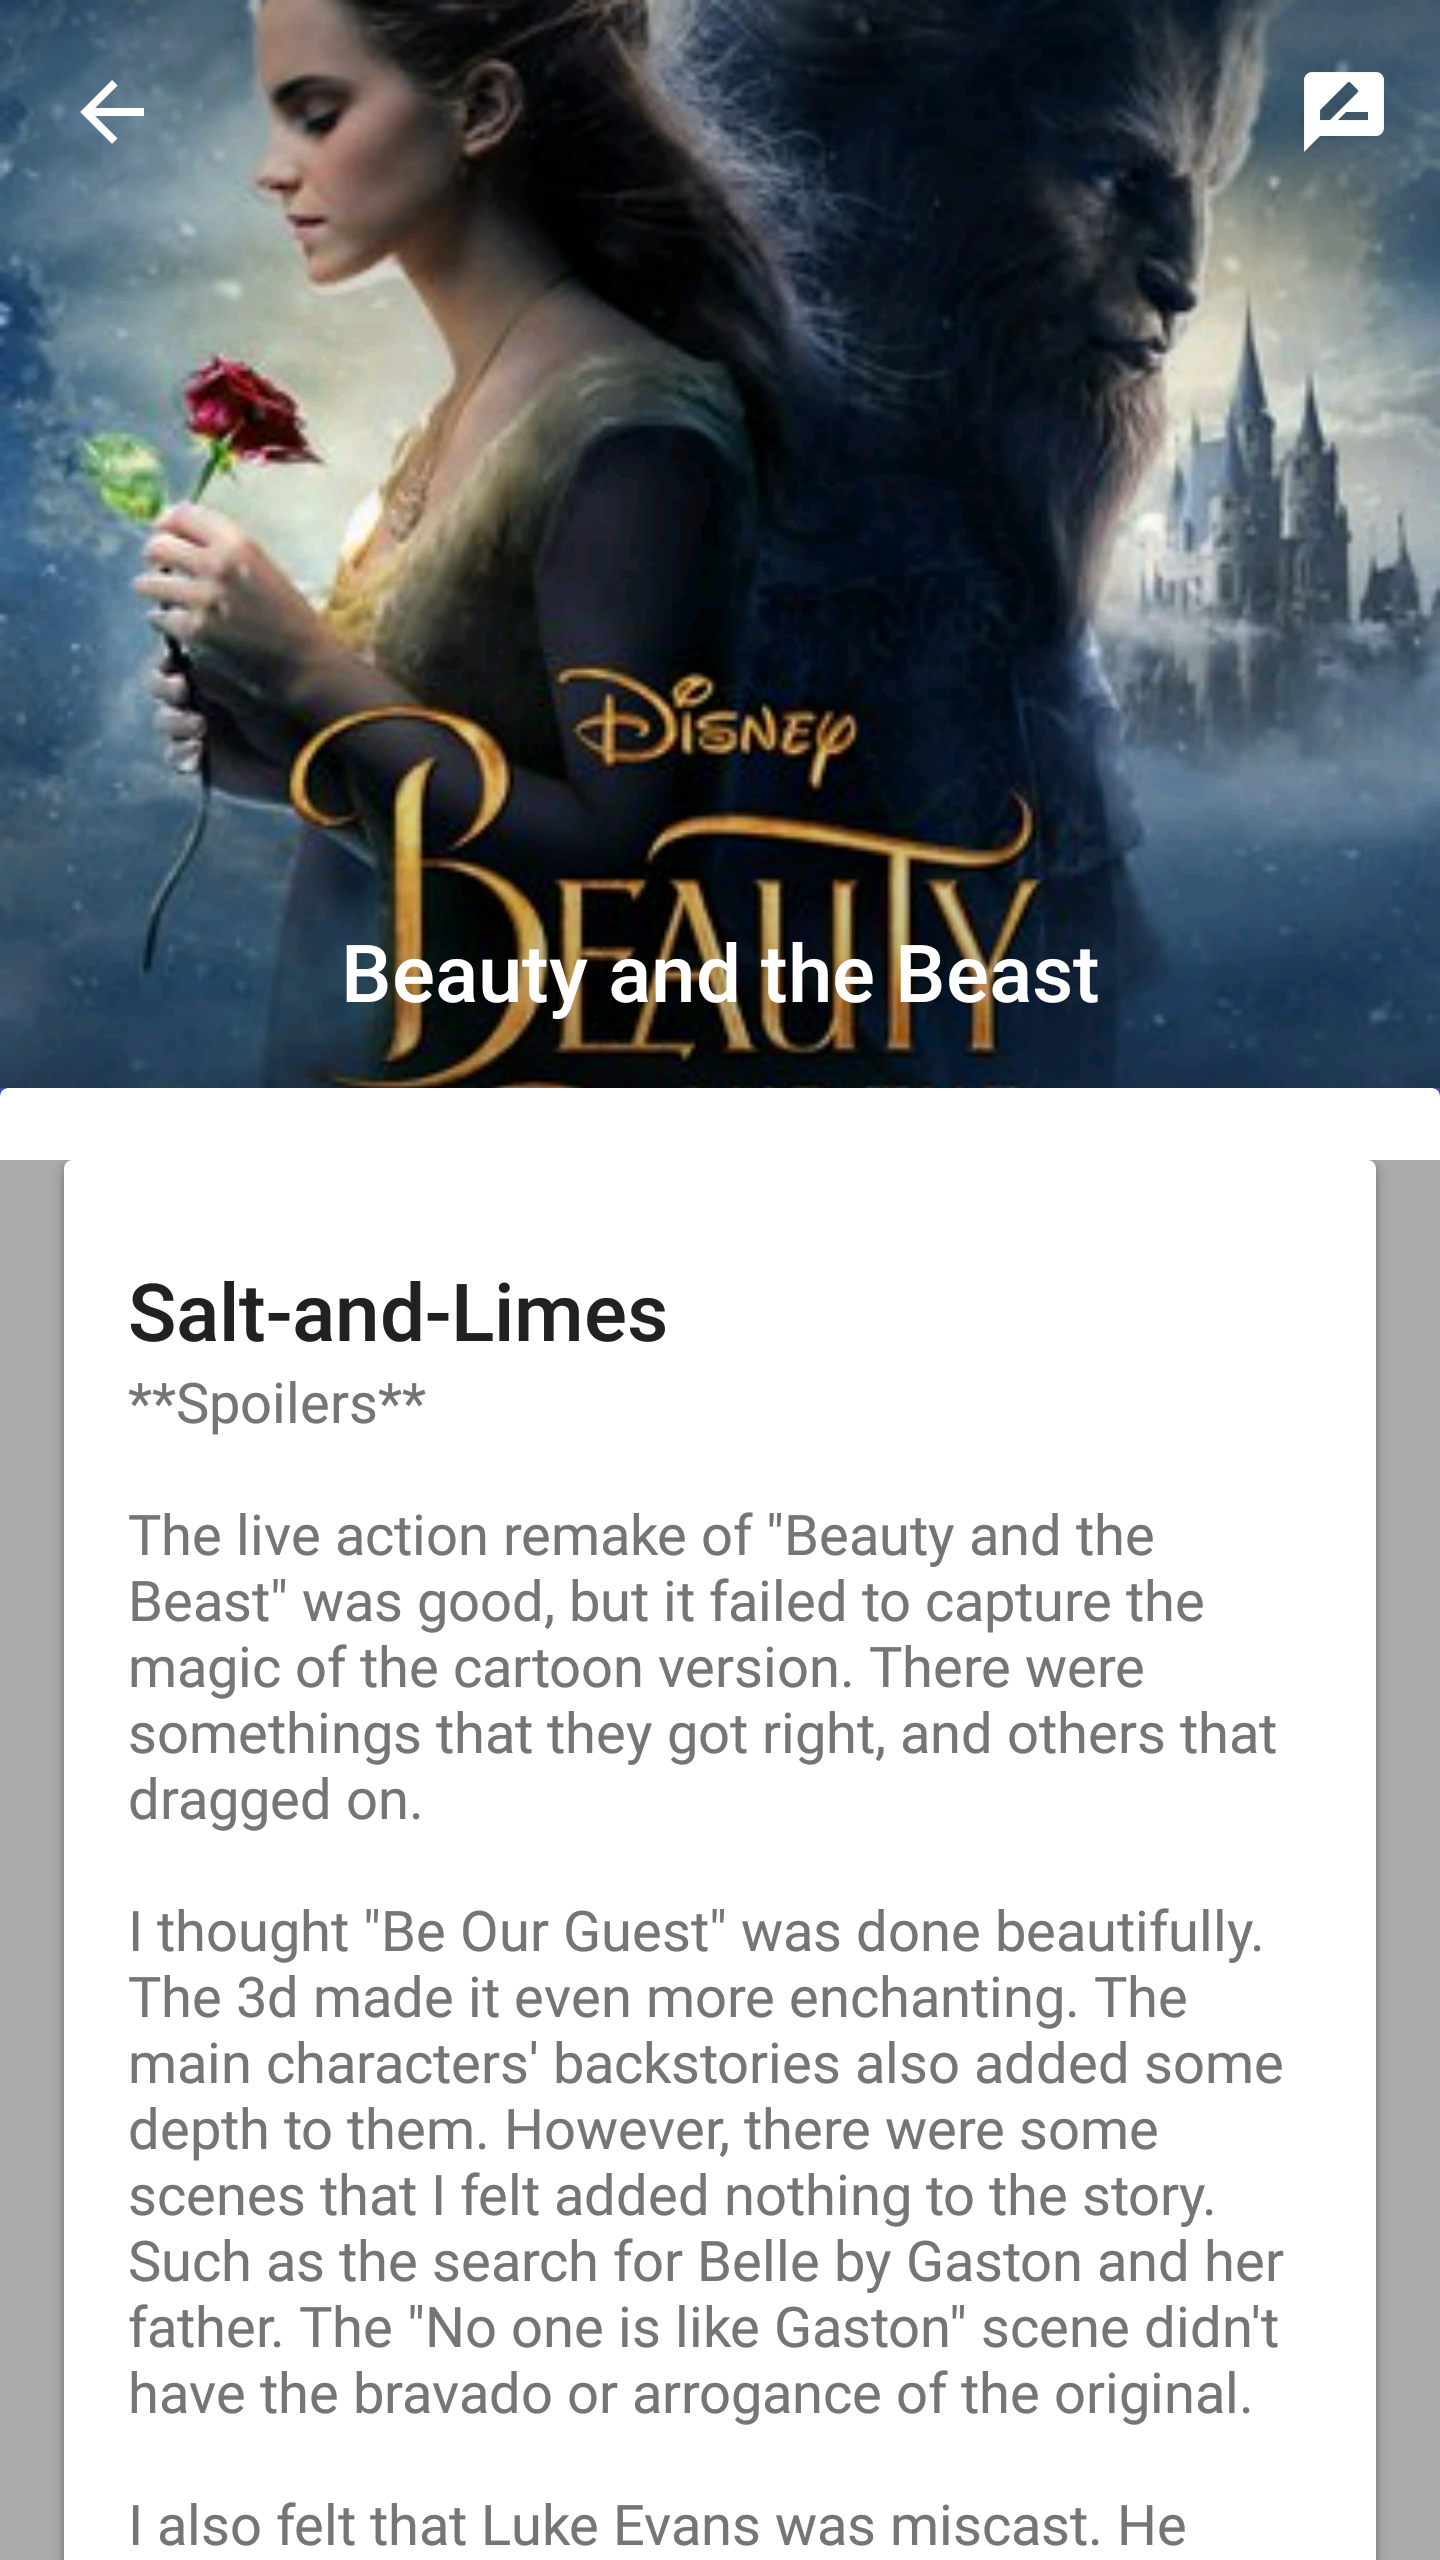 Disney
Beauty
Beauty and the Beast
Salt-and-Limes
**Spoilers**
The live action remake of "Beauty and the
Beast" was good, but it failed to capture the
magic of the cartoon version. There were
somethings that they got right, and others that
dragged on.
I thought "Be Our Guest" was done beautifully.
The 3d made it even more enchanting. The
main characters' backstories also added some
depth to them. However, there were some
scenes that I felt added nothing to the story.
Such as the search for Belle by Gaston and her
father. The "No one is like Gaston" scene didn't
have the bravado or arrogance of the original.
I also felt that Luke Evans was miscast. He